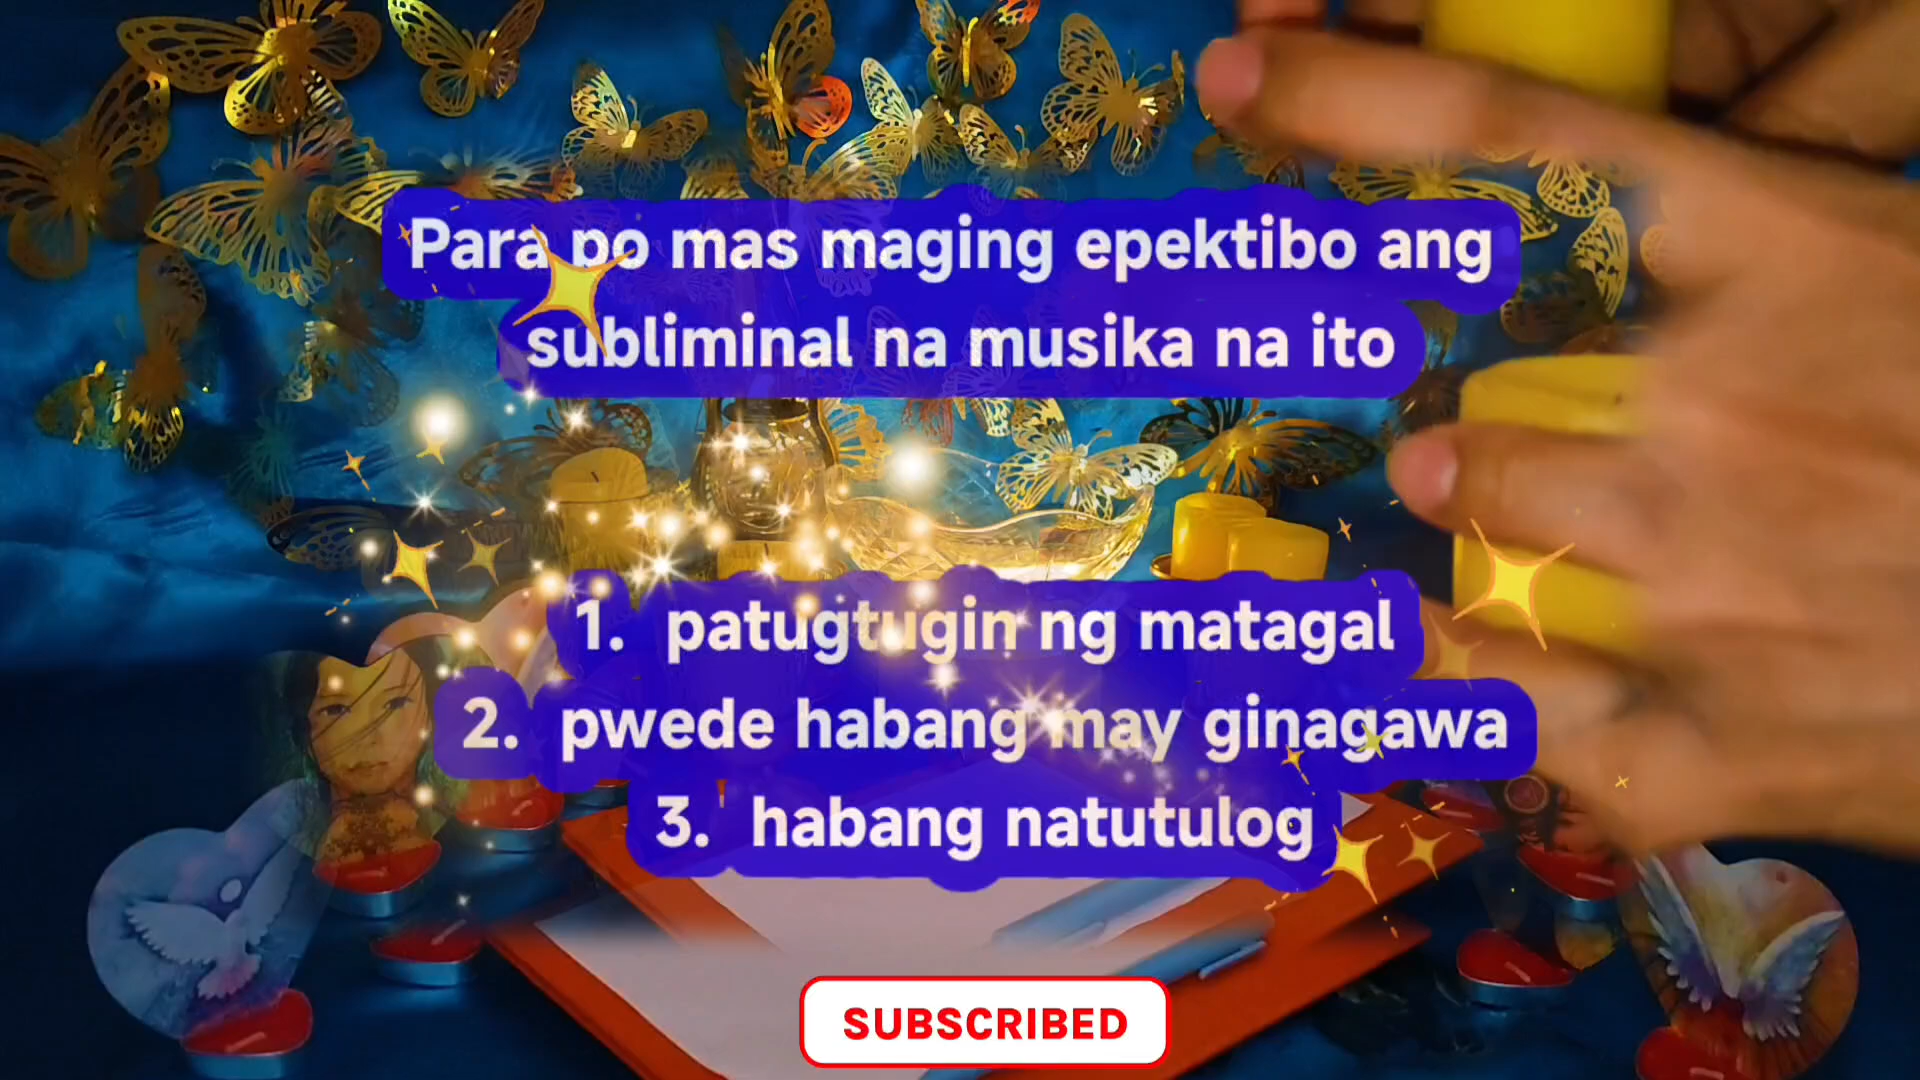 Para po mas maging epektibo ang
subliminal na musika na ito
1. patugtugin ng matagal
2. pwede habang may ginagawa
3. habang natutulog
SUBSCRIBED